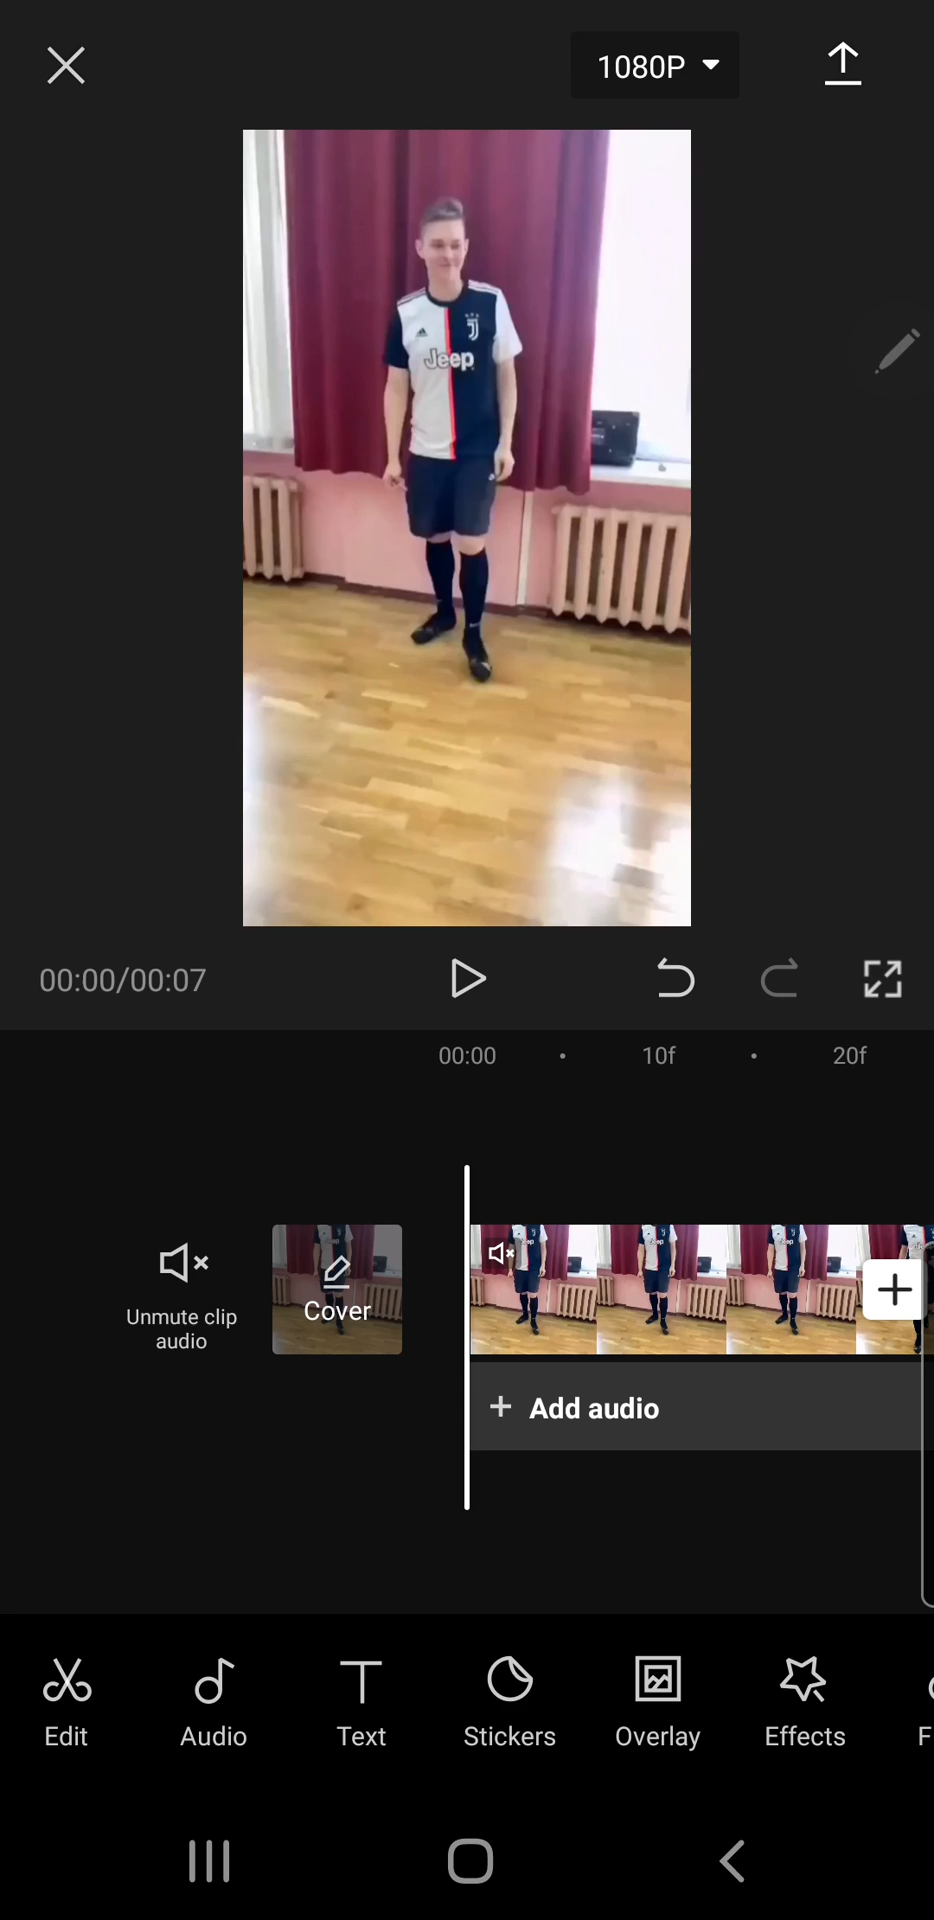 1080P
Jeep
00:00/00:07
00:00
10f
20f
Unmute clip
audio
Cover
Add audio
Edit
Audio
Text
Stickers
Overlay
Effects
F